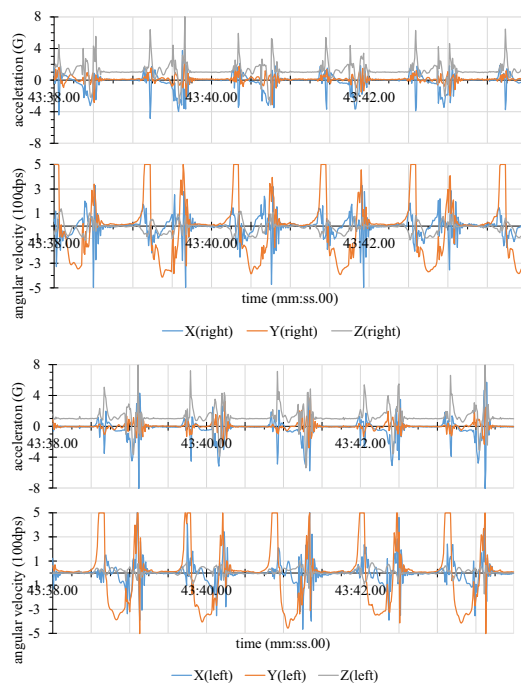 acceletation (G)
8
4
0
-4
-8
43:38.00 43:40.00 43:42.00
angular velocity (100dps)
5
3
1
-1
-3
-5
43:38.00 43:40.00 43:42.00
time (mm:ss.00)
X(right) Y(right) Z(right)
acceleraton (G)
8
4
0
-4
-8
43:38.00 43:40.00 43:42.00
angular velocity (100dps)
5
3
1
-1
-3
-5
43:38.00 43:40.00 43:42.00
time (mm:ss.00)
X(left) Y(left) Z(left)